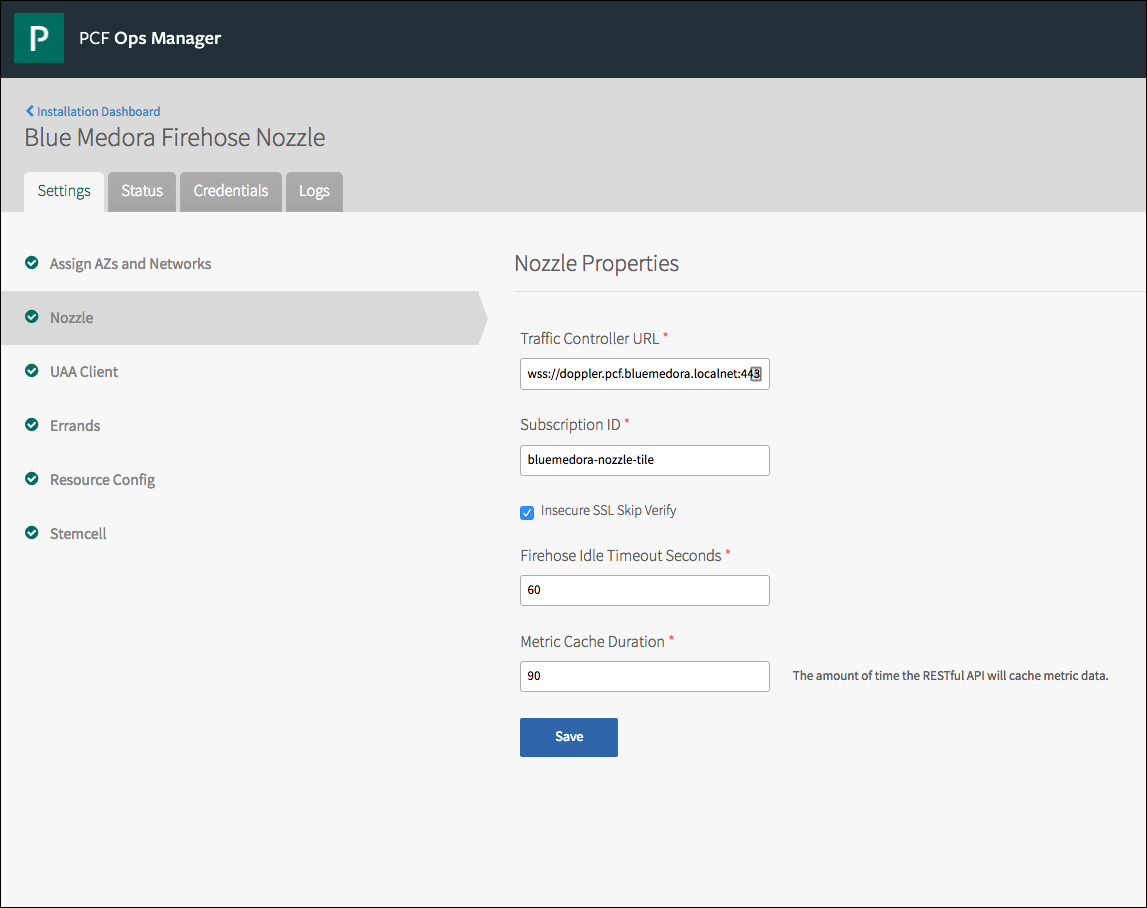 P
PCF Ops Manager
Installation Dashboard
Blue Medora Firehose Nozzle
Settings
Status
Credentials
Logs
Assign AZs and Networks
Nozzle
UAA Client
Errands
Resource Config
Stemcell
Nozzle Properties
Traffic Controller URL *
wss://doppler.pcf.bluemedora.localnet:443
Subscription ID *
bluemedora-nozzle-tile
Insecure SSL Skip Verify
Firehose Idle Timeout Seconds *
60
Metric Cache Duration *
90
The amount of time the RESTful API will cache metric data.
Save